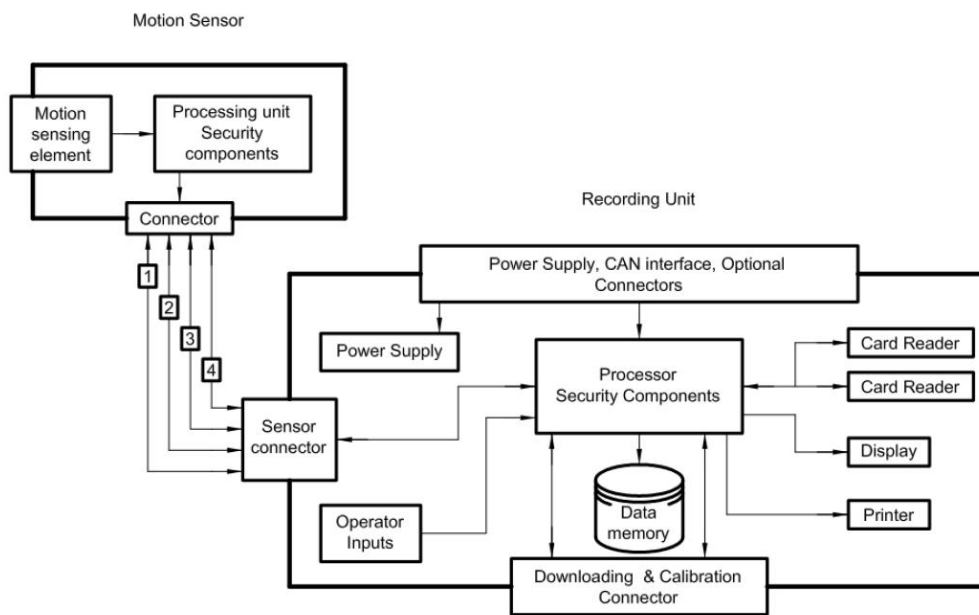 Motion Sensor
Motion
sensing
element
Processing unit
Security
components
Connector
1
2
3
4
Recording Unit
Power Supply, CAN interface, Optional
Connectors
Power Supply
Processor
Security Components
Card Reader
Card Reader
Sensor
connector
Display
Operator
Inputs
Data
memory
Printer
Downloading & Calibration
Connector